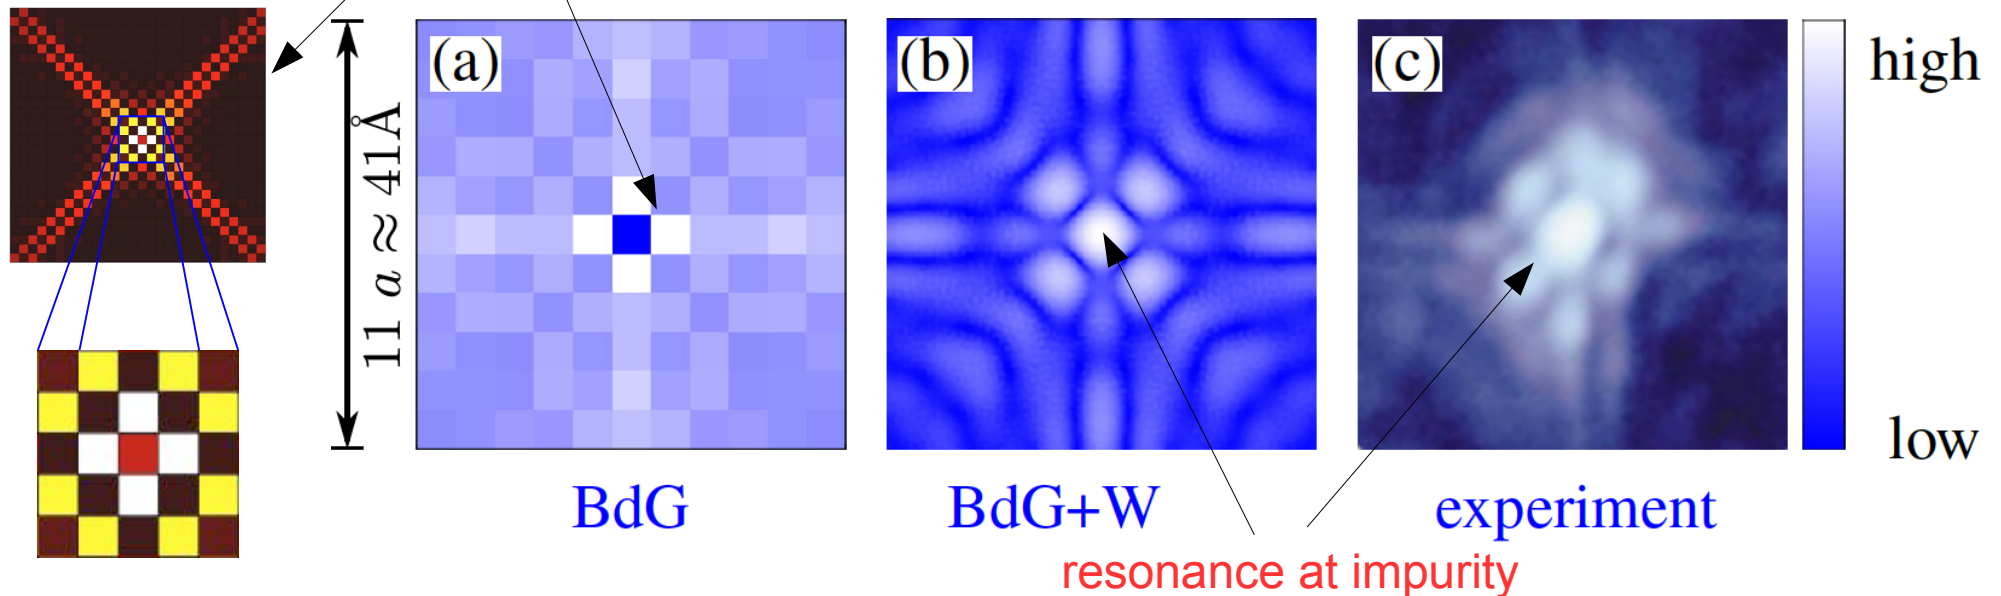 (a)
(b)
(c)
high
low
11 a ≈ 41Å
BdG
BdG+W
experiment
resonance at impurity